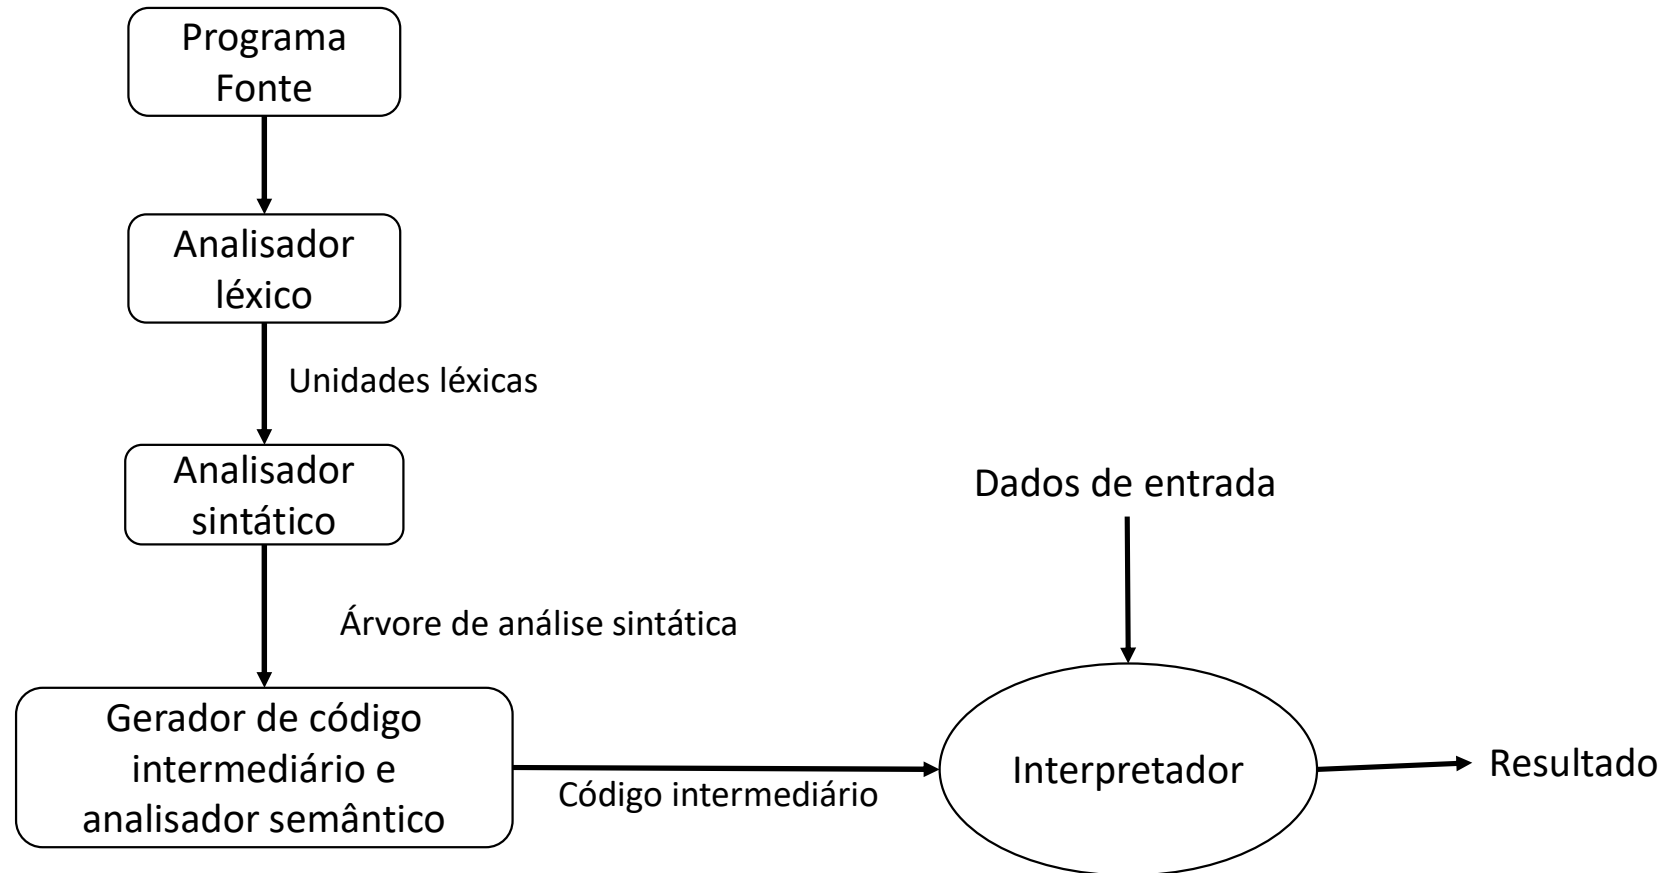 Programa
Fonte
Analisador
léxico
Unidades léxicas
Analisador
sintático
Dados de entrada
Árvore de análise sintática
Gerador de código
intermediário e
analisador semântico
Código intermediário
Interpretador
Resultado